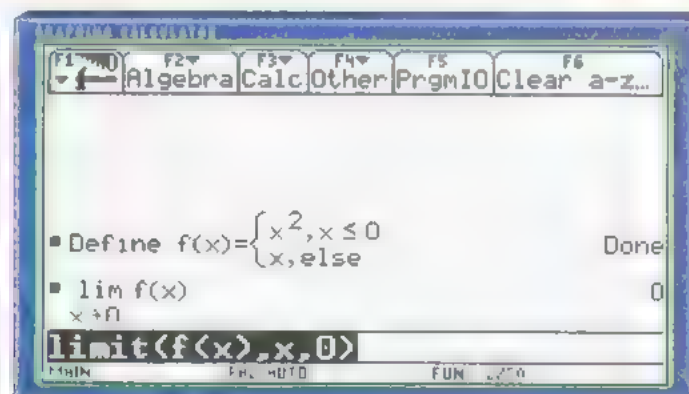 F1 F2 F3 F4 F5 F6
Algebra Calc Other PrgmIO Clear a-z…
Define f(x)={x²,x≤0
x,else
Done
lim f(x) 0
x→0
limit(f(x),x,0)
MAIN AUTO FUN